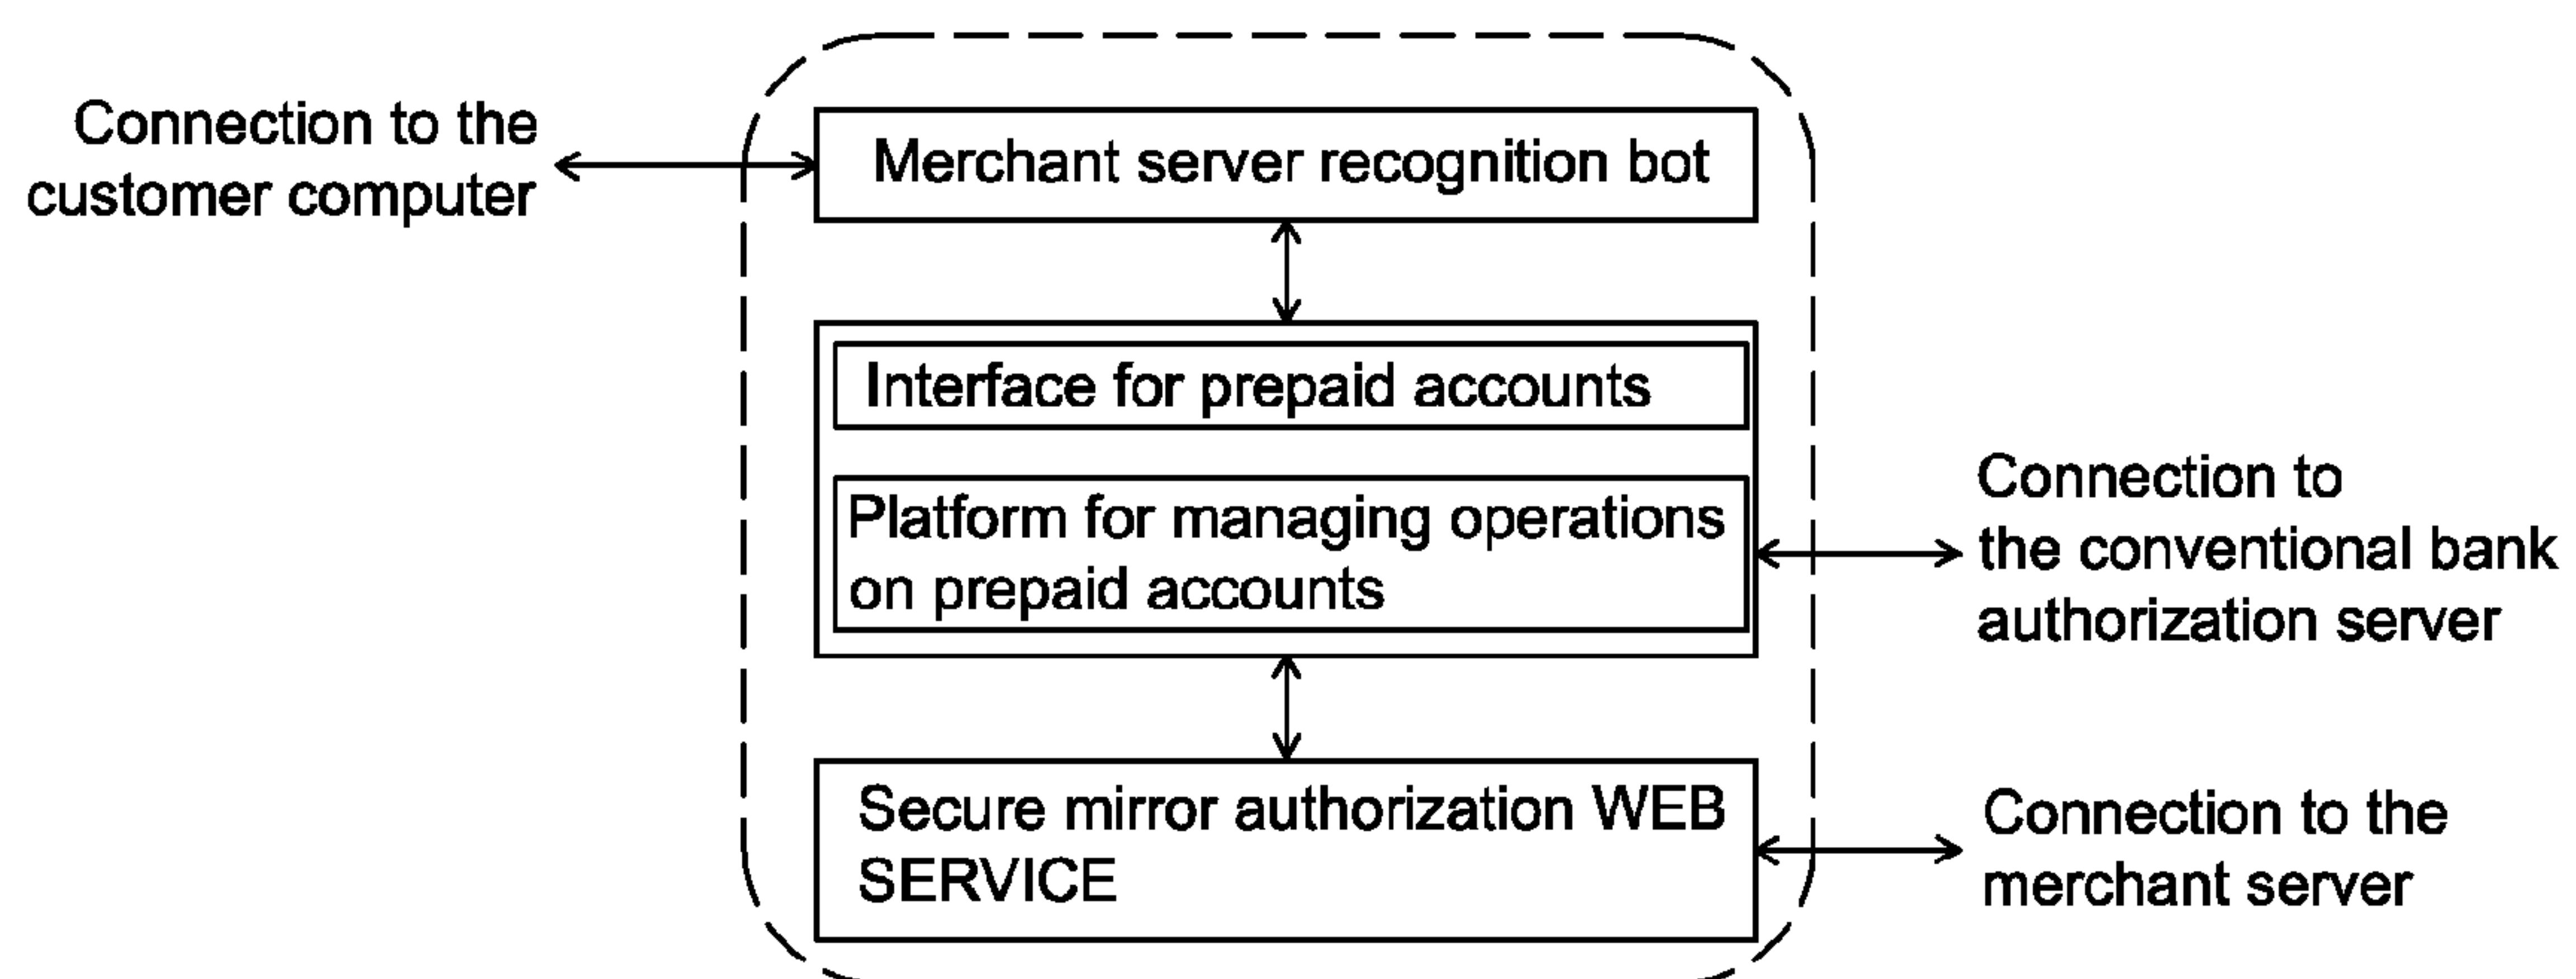 Connection to the
customer computer
Merchant server recognition bot
Interface for prepaid accounts
Platform for managing operations
on prepaid accounts
Connection to
the conventional bank
authorization server
Secure mirror authorization WEB
SERVICE
Connection to the
merchant server